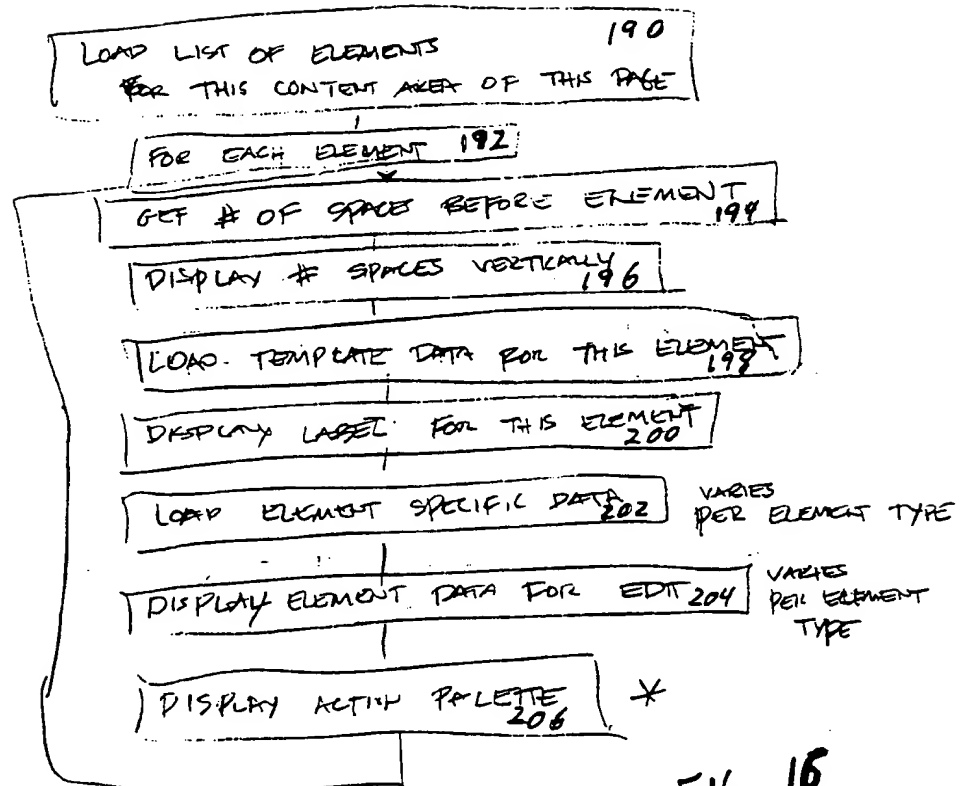 LOAD LIST OF ELEMENTS 190
FOR THIS CONTENT AREA OF THIS PAGE
FOR EACH ELEMENT 192
GET # OF SPACES BEFORE ELEMENT
194
DISPLAY # SPACES VERTICALLY
196
LOAD TEMPLATE DATA FOR THIS ELEMENT
198
DISPLAY LABEL FOR THIS ELEMENT
200
LOAD ELEMENT SPECIFIC DATA 202
VARIES
PER ELEMENT TYPE
DISPLAY ELEMENT DATA FOR EDIT 204
VARIES
PER ELEMENT
TYPE
DISPLAY ACTION PALETTE *
206
16